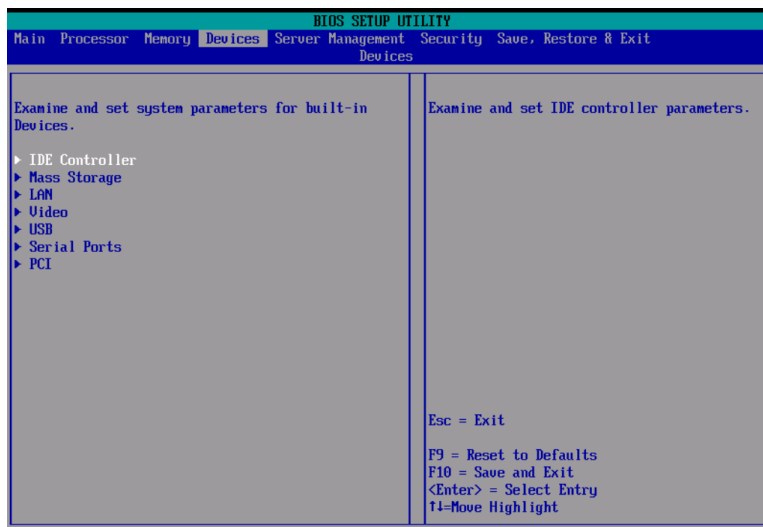 BIOS SETUP UTILITY
Main Processor Memory Devices Server Management Security Save, Restore & Exit
Devices
Examine and set system parameters for built-in
Devices.
▶ IDE Controller
▶ Mass Storage
▶ LAN
▶ Video
▶ USB
▶ Serial Ports
▶ PCI
Examine and set IDE controller parameters.
Esc = Exit
F9 = Reset to Defaults
F10 = Save and Exit
<Enter> = Select Entry
↑↓=Move Highlight